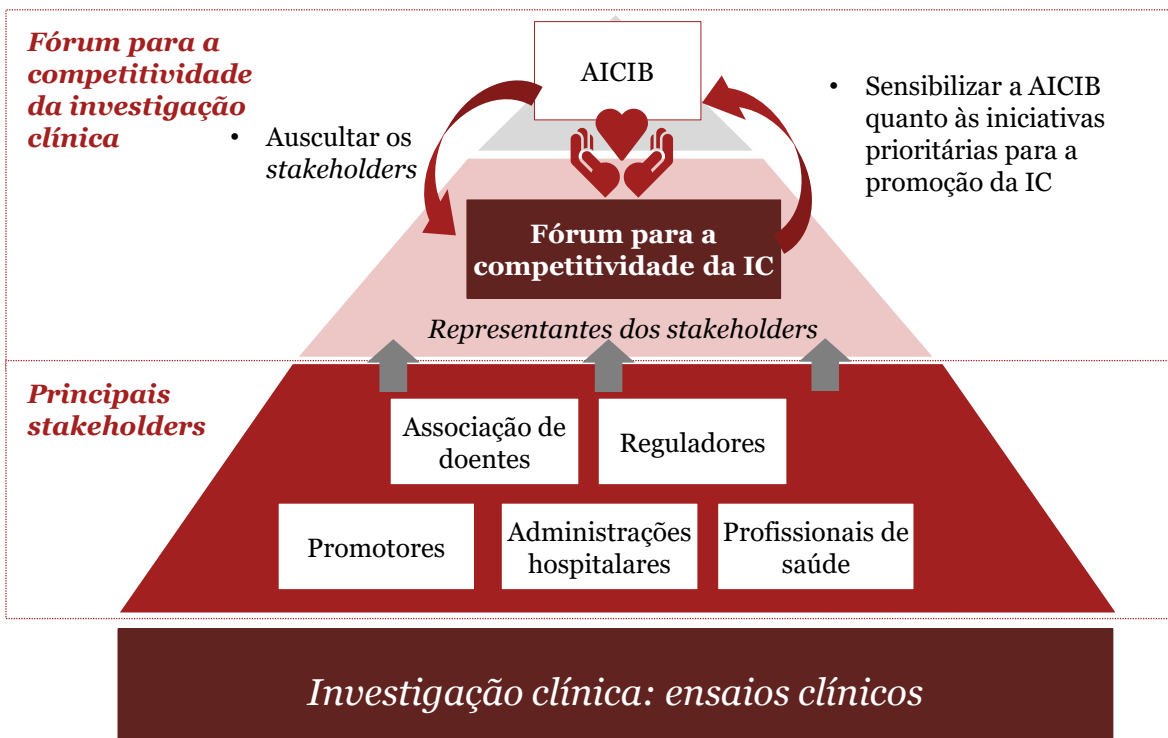 Fórum para a
competitividade
da investigação
clínica
AICIB
• Auscultar os
stakeholders
• Sensibilizar a AICIB
quanto às iniciativas
prioritárias para a
promoção da IC
Fórum para a
competitividade da IC
Representantes dos stakeholders
Principais
stakeholders
Associação de
doentes
Reguladores
Promotores
Administrações
hospitalares
Profissionais de
saúde
Investigação clínica: ensaios clínicos